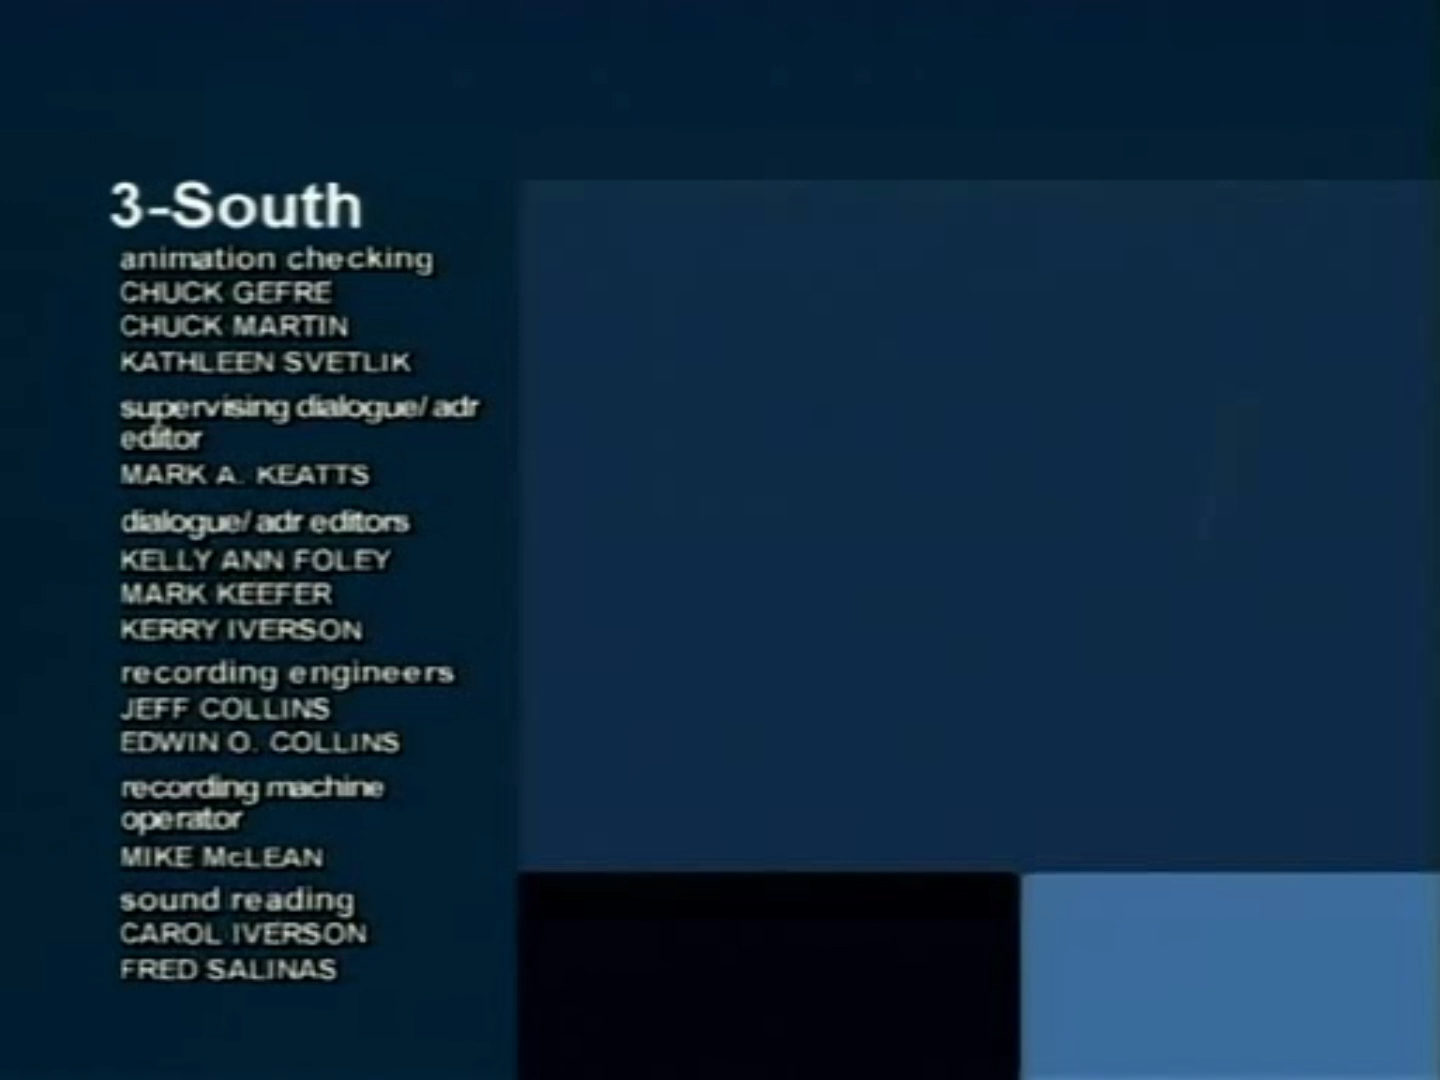 3-South
animation checking
CHUCK GEFRE
CHUCK MARTIN
KATHLEEN SVETLIK
supervising dialogue/ adr
editor
MARK A. KEATTS
dialogue/ adr editors
KELLY ANN FOLEY
MARK KEEFER
KERRY IVERSON
recording engineers
JEFF COLLINS
EDWIN O. COLLINS
recording machine
operator
MIKE McLEAN
sound reading
CAROL IVERSON
FRED SALINAS